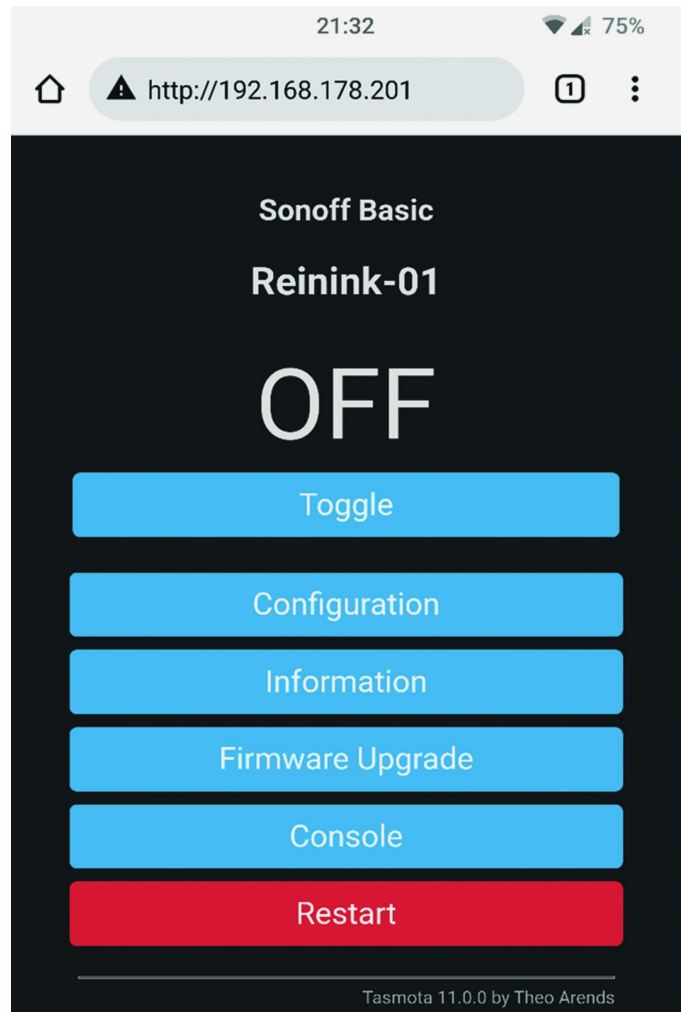 21:32 75%
http://192.168.178.201 1
Sonoff Basic
Reinink-01
OFF
Toggle
Configuration
Information
Firmware Upgrade
Console
Restart
Tasmota 11.0.0 by Theo Arends